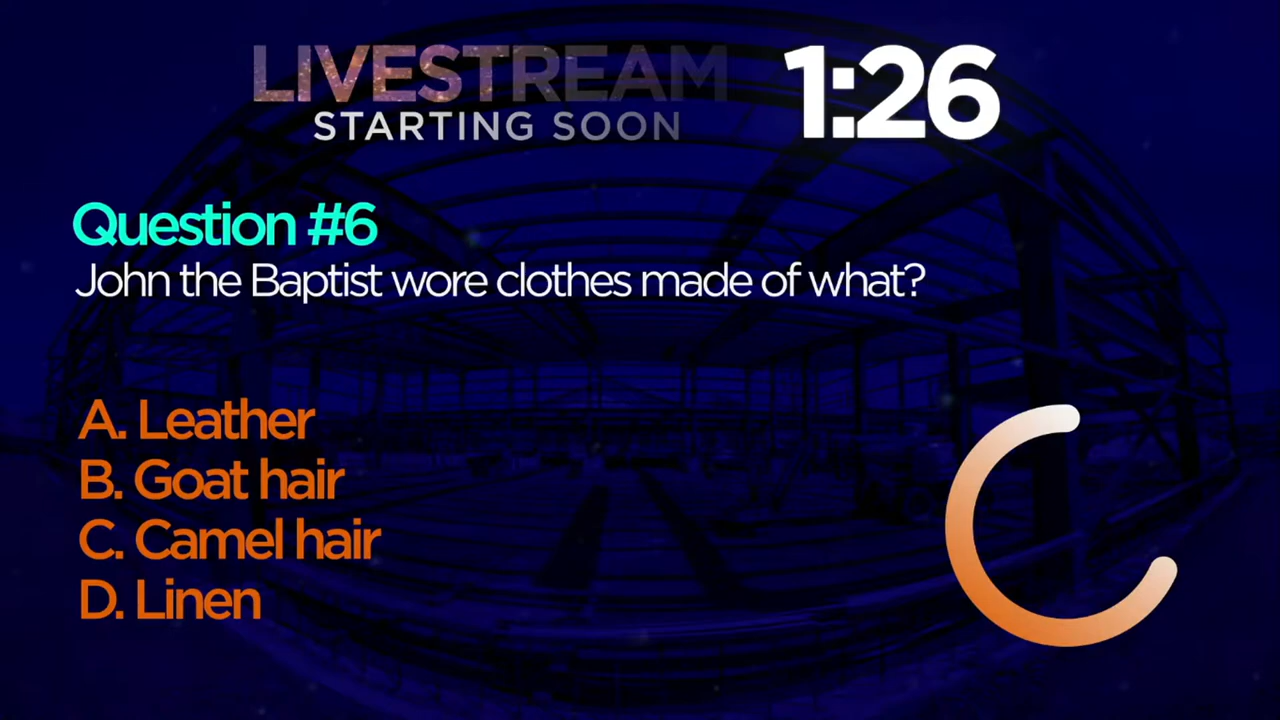 LIVESTREAM
STARTING SOON
1:26
Question #6
John the Baptist wore clothes made of what?
A. Leather
B. Goat hair
C. Camel hair
D. Linen